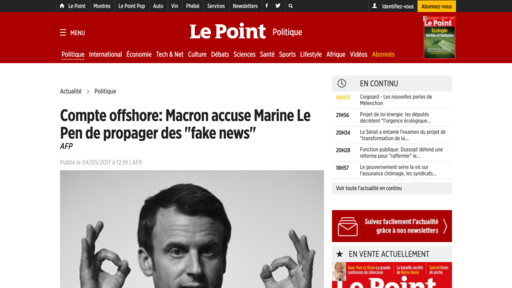 Le Point Montres Le Point Pop Auto Vin Phébé Services Newsletters Identifiez-vous Abonnez-vous
MENU
Le Point Politique
Le Point
Écologie
Politique International Économie Tech & Net Culture Débats Sciences Santé Sports Lifestyle Afrique Vidéos Abonnés
Actualité > Politique
Compte offshore: Macron accuse Marine Le
Pen de propager des "fake news"
AFP
Publié le 04/05/2017 à 12:19 | AFP
EN CONTINU
Coignard – Les nouvelles perles de
Mélenchon
21H56 Projet de loi énergie: les députés
décrètent "l'urgence écologique...
20H34 Le Sénat a entamé l'examen du projet de
"transformation de la...
20H28 Fonction publique: Dussopt défend une
réforme pour "raffermir" le...
18H57 Le gouvernement serre la vis sur
l'assurance chômage, les syndicats...
Voir toute l'actualité en continu
Suivez facilement l'actualité
grâce à nos newsletters
EN VENTE ACTUELLEMENT
Le Point